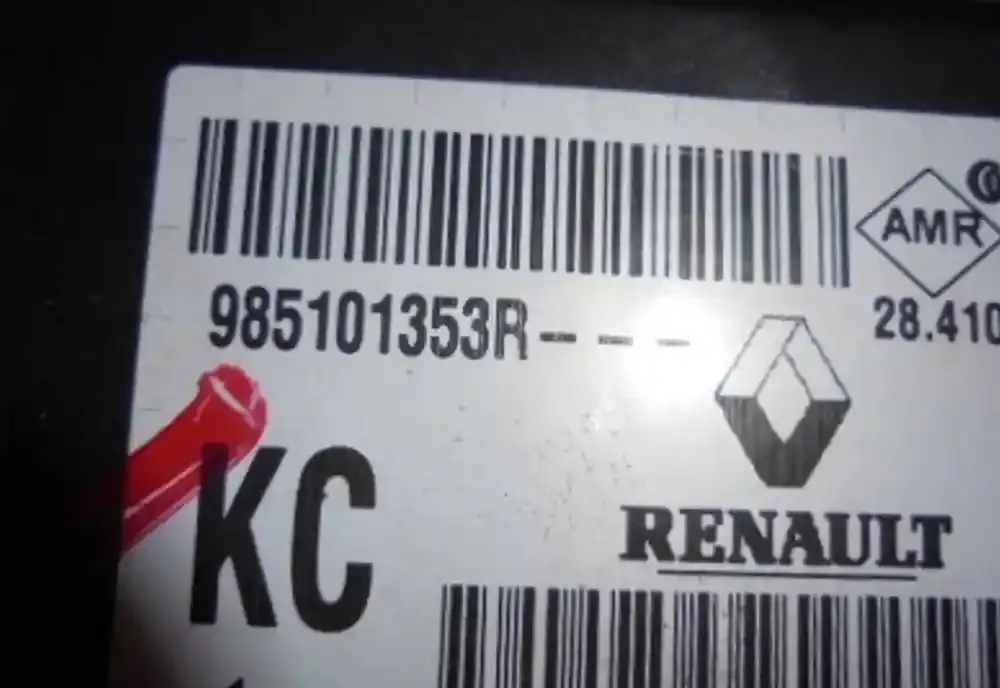 985101353R---
AMR
28.410
KC
RENAULT